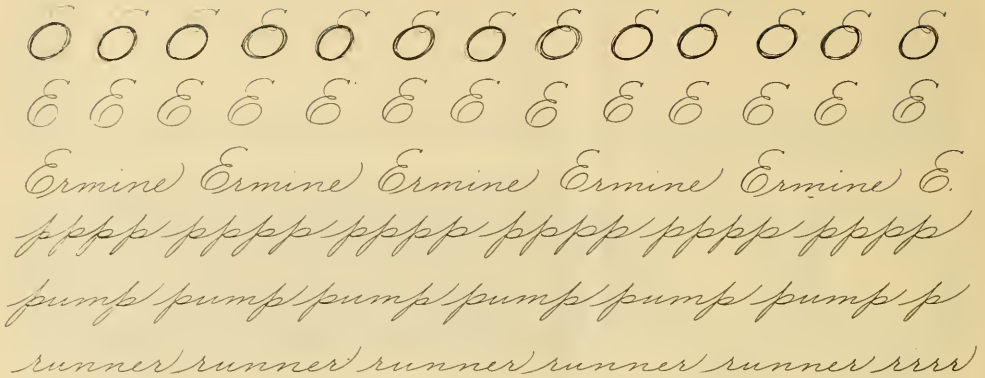 E E E E E E E E E E E E E
E E E E E E E E E E E E E
Ermine Ermine Ermine Ermine Ermine E.
pppp pppp pppp pppp pppp pppp
pump pump pump pump pump pump p
runner runner runner runner runner rrrr